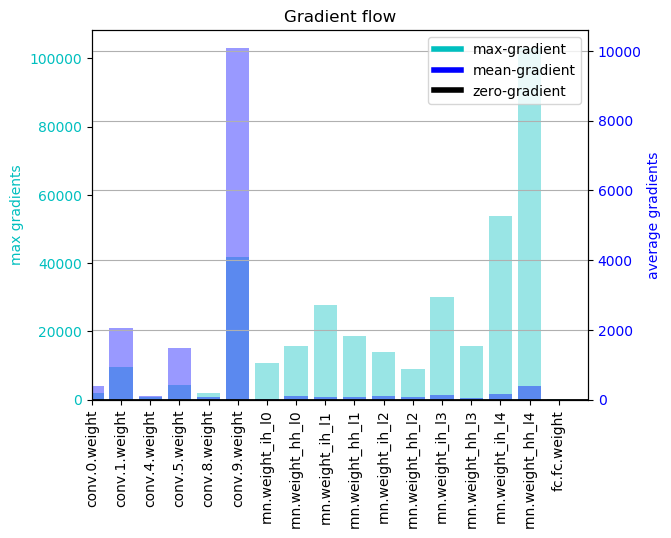 Gradient flow
max-gradient
mean-gradient
zero-gradient
100000
80000
60000
40000
20000
0
max gradients
10000
8000
6000
4000
2000
0
average gradients
conv.0.weight
conv.1.weight
conv.4.weight
conv.5.weight
conv.8.weight
conv.9.weight
rnn.weight_ih_l0
rnn.weight_hh_l0
rnn.weight_ih_l1
rnn.weight_hh_l1
rnn.weight_ih_l2
rnn.weight_hh_l2
rnn.weight_ih_l3
rnn.weight_hh_l3
rnn.weight_ih_l4
rnn.weight_hh_l4
fc.fc.weight